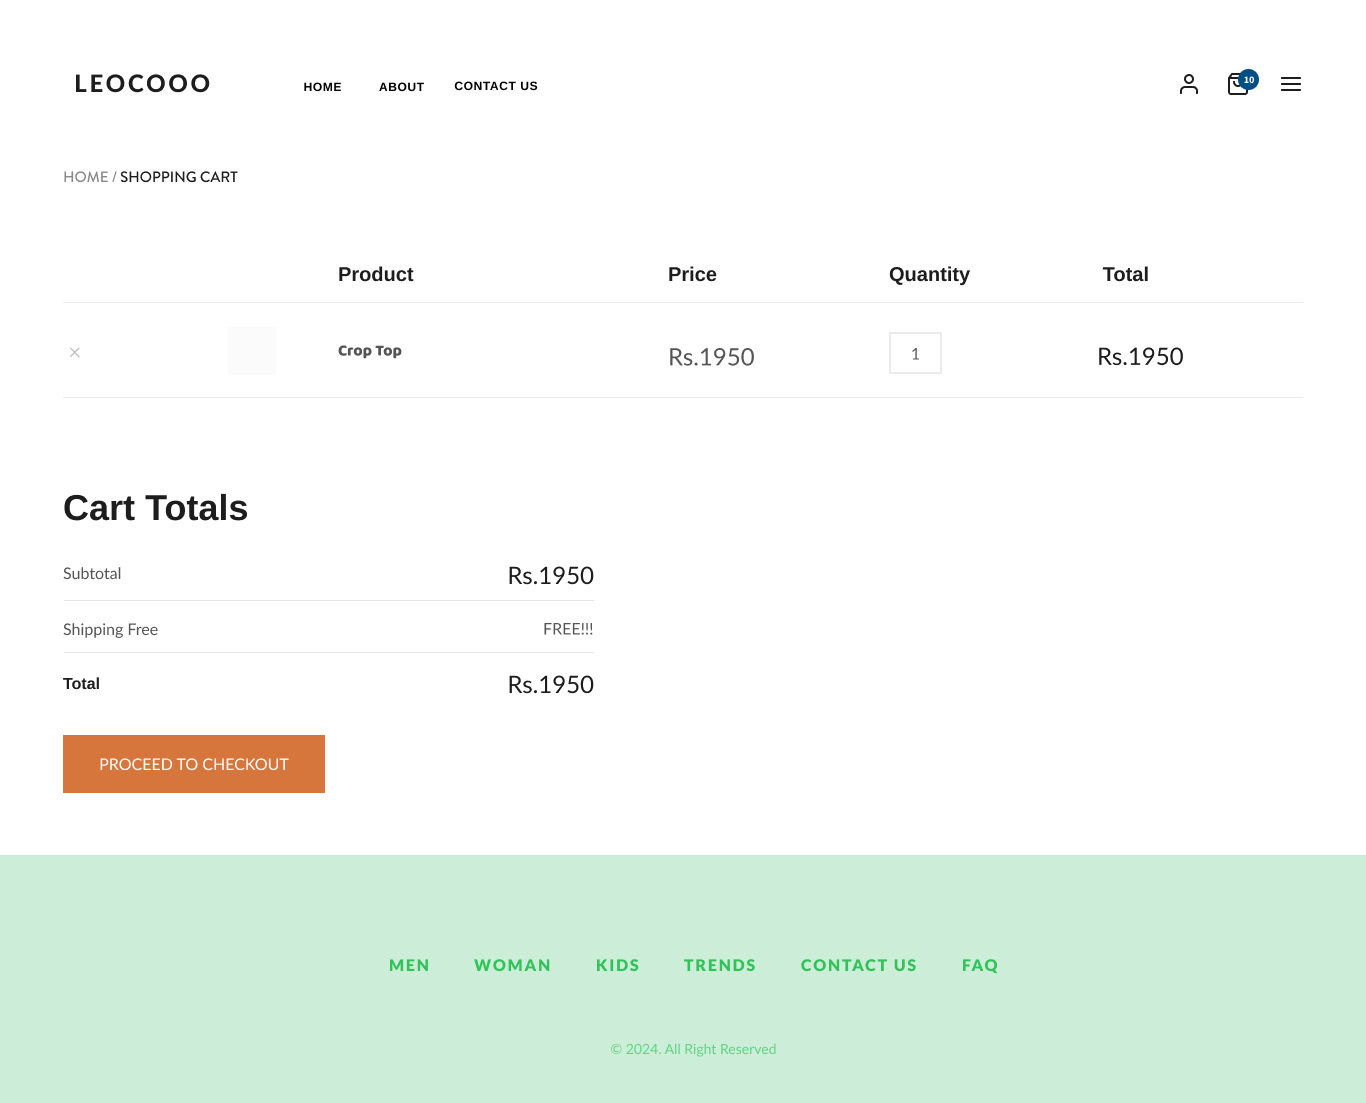 LEOCOOO
HOME ABOUT CONTACT US 10
HOME / SHOPPING CART
Product Price Quantity Total
× Crop Top Rs.1950 1 Rs.1950
Cart Totals
Subtotal Rs.1950
Shipping Free FREE!!!
Total Rs.1950
PROCEED TO CHECKOUT
MEN WOMAN KIDS TRENDS CONTACT US FAQ
© 2024. All Right Reserved